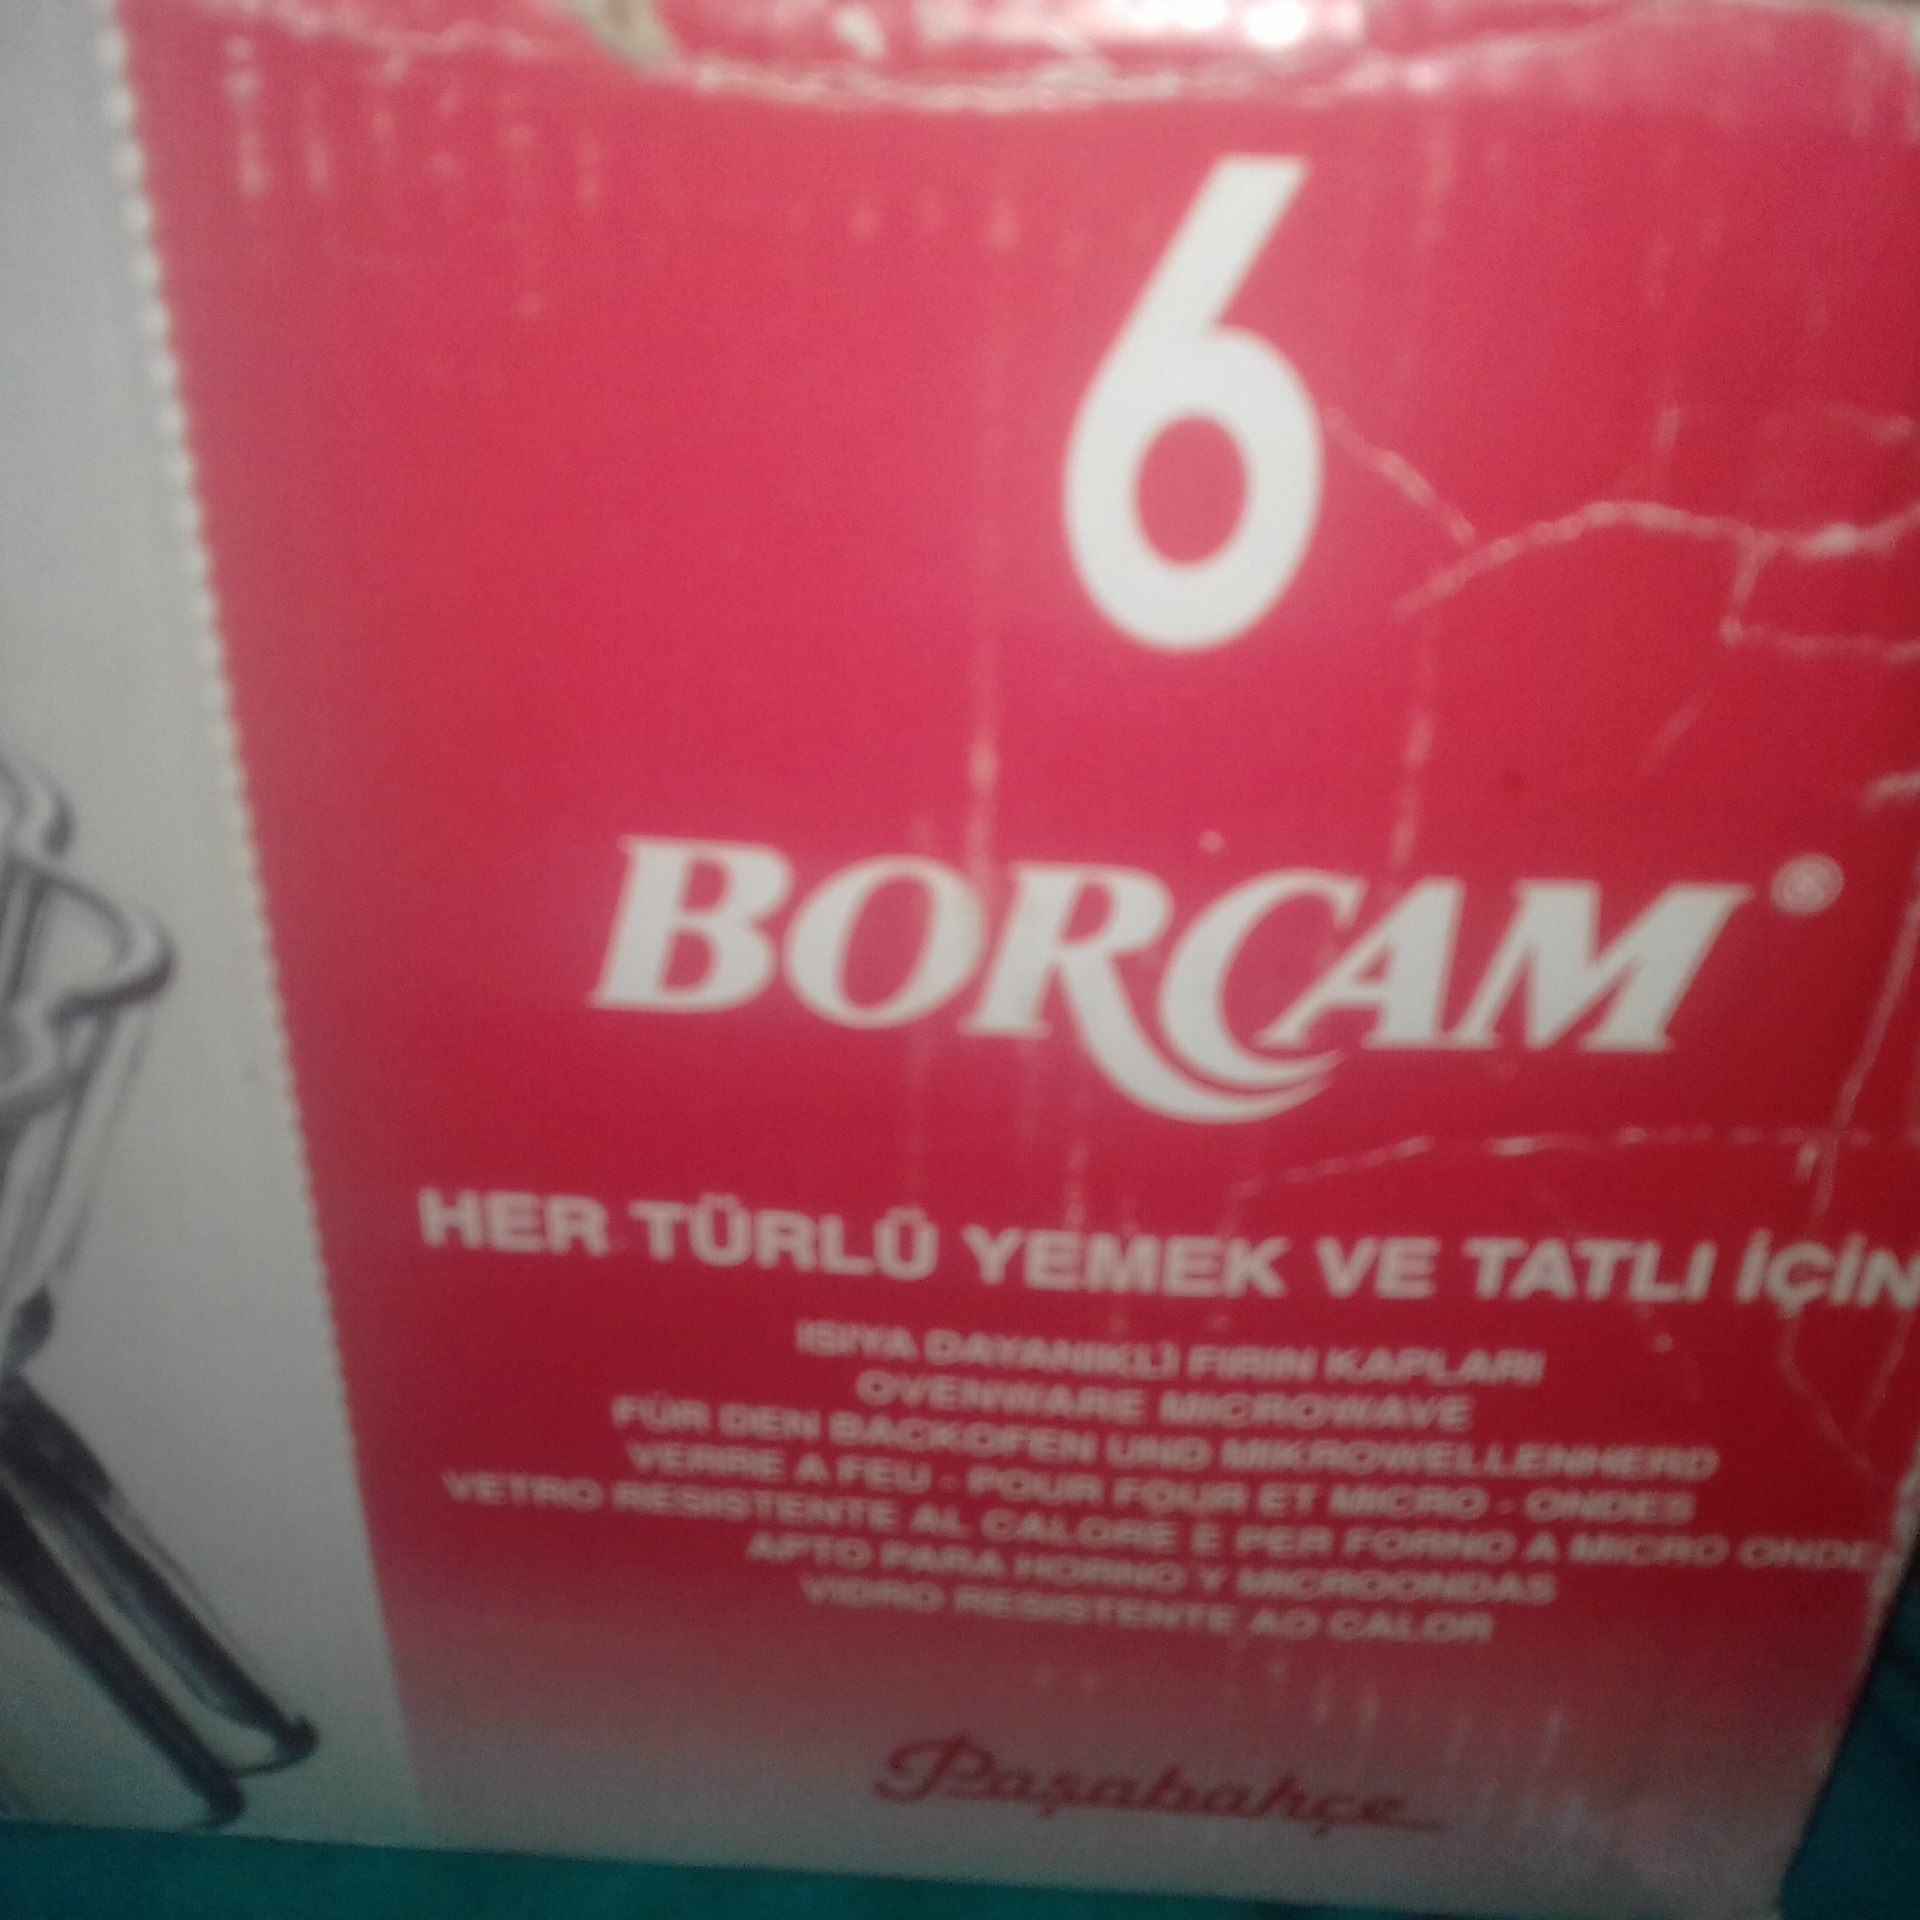 6
BORCAM®
HER TÜRLÜ YEMEK VE TATLI İÇİN
ISIYA DAYANIKLI FIRIN KAPLARI
OVENWARE MICROWAVE
FÜR DEN BACKOFEN UND MIKROWELLENHERD
VERRE A FEU - POUR FOUR ET MICRO - ONDES
VETRO RESISTENTE AL CALORE E PER FORNO A MICRO ONDE
APTO PARA HORNO Y MICROONDAS
VIDRO RESISTENTE AO CALOR
Paşabahçe